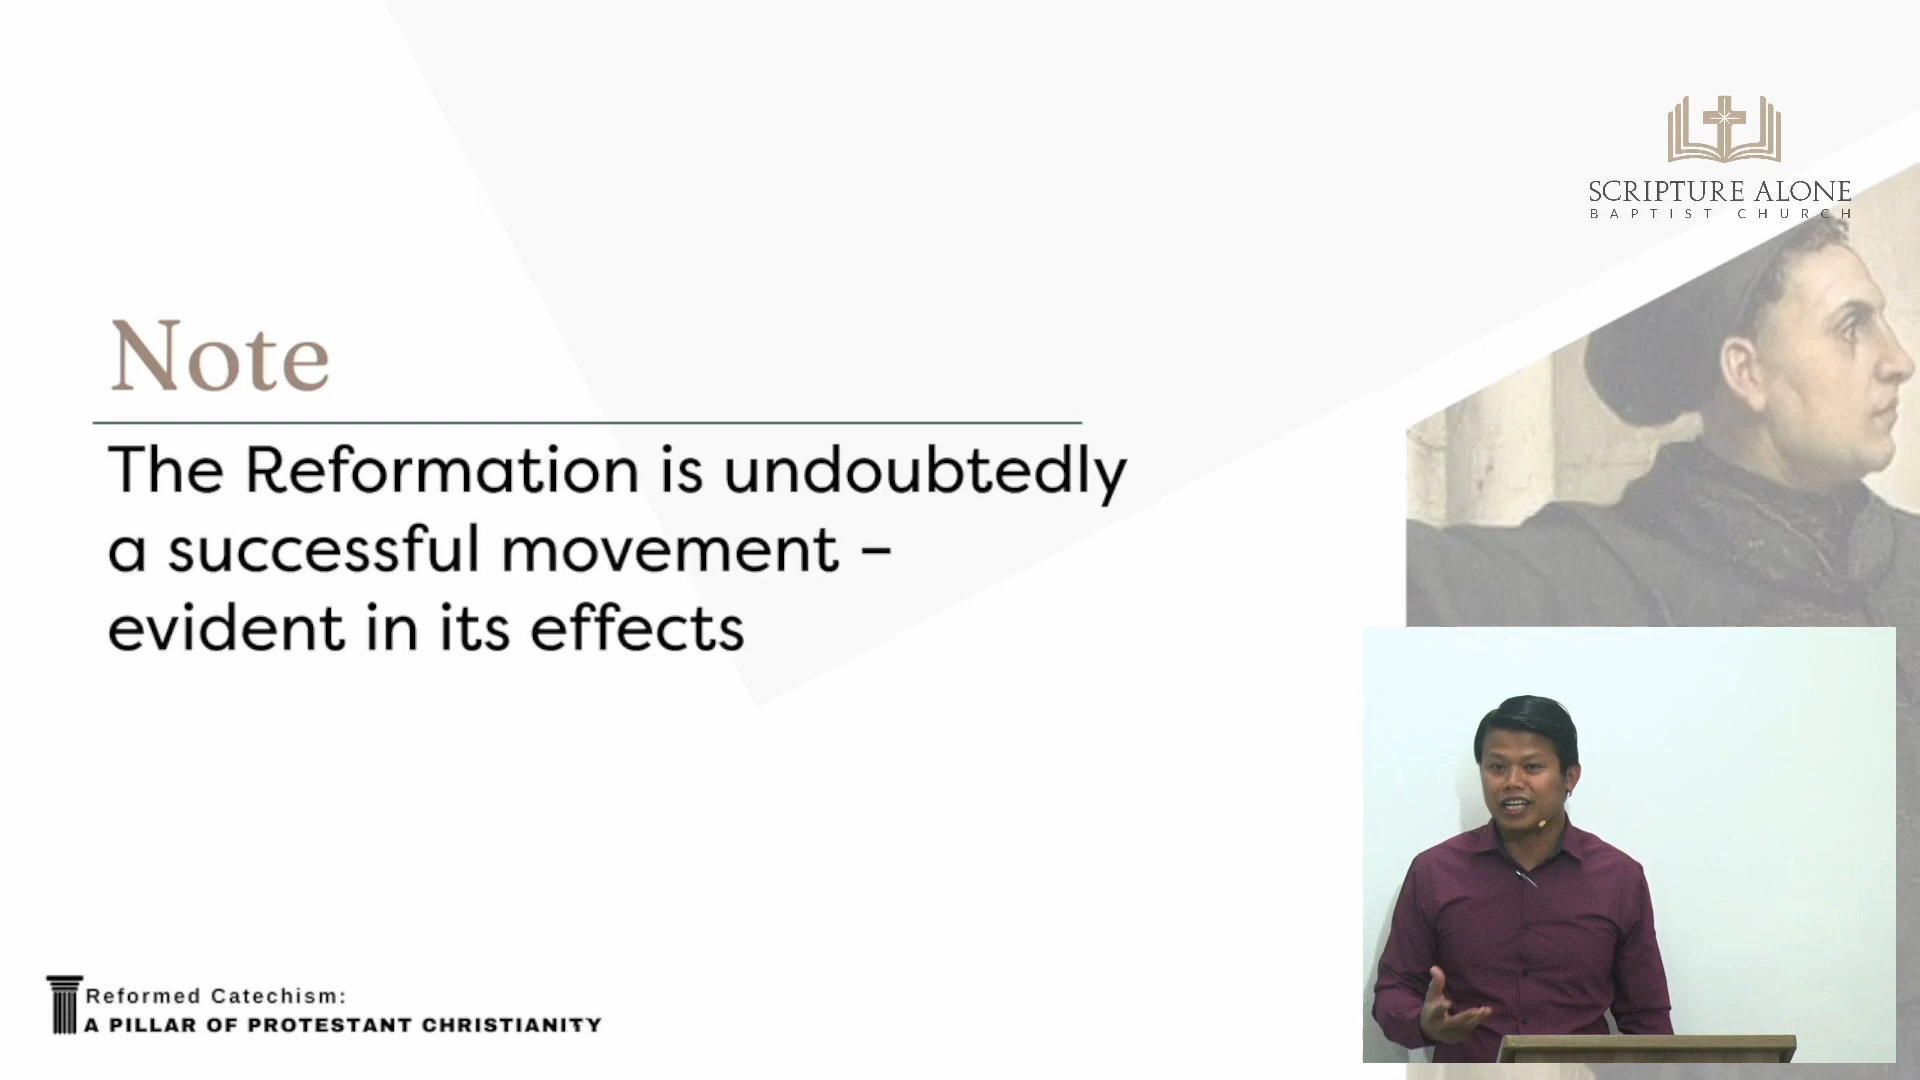 SCRIPTURE ALONE
BAPTIST CHURCH
Note
The Reformation is undoubtedly
a successful movement –
evident in its effects
Reformed Catechism:
A PILLAR OF PROTESTANT CHRISTIANITY